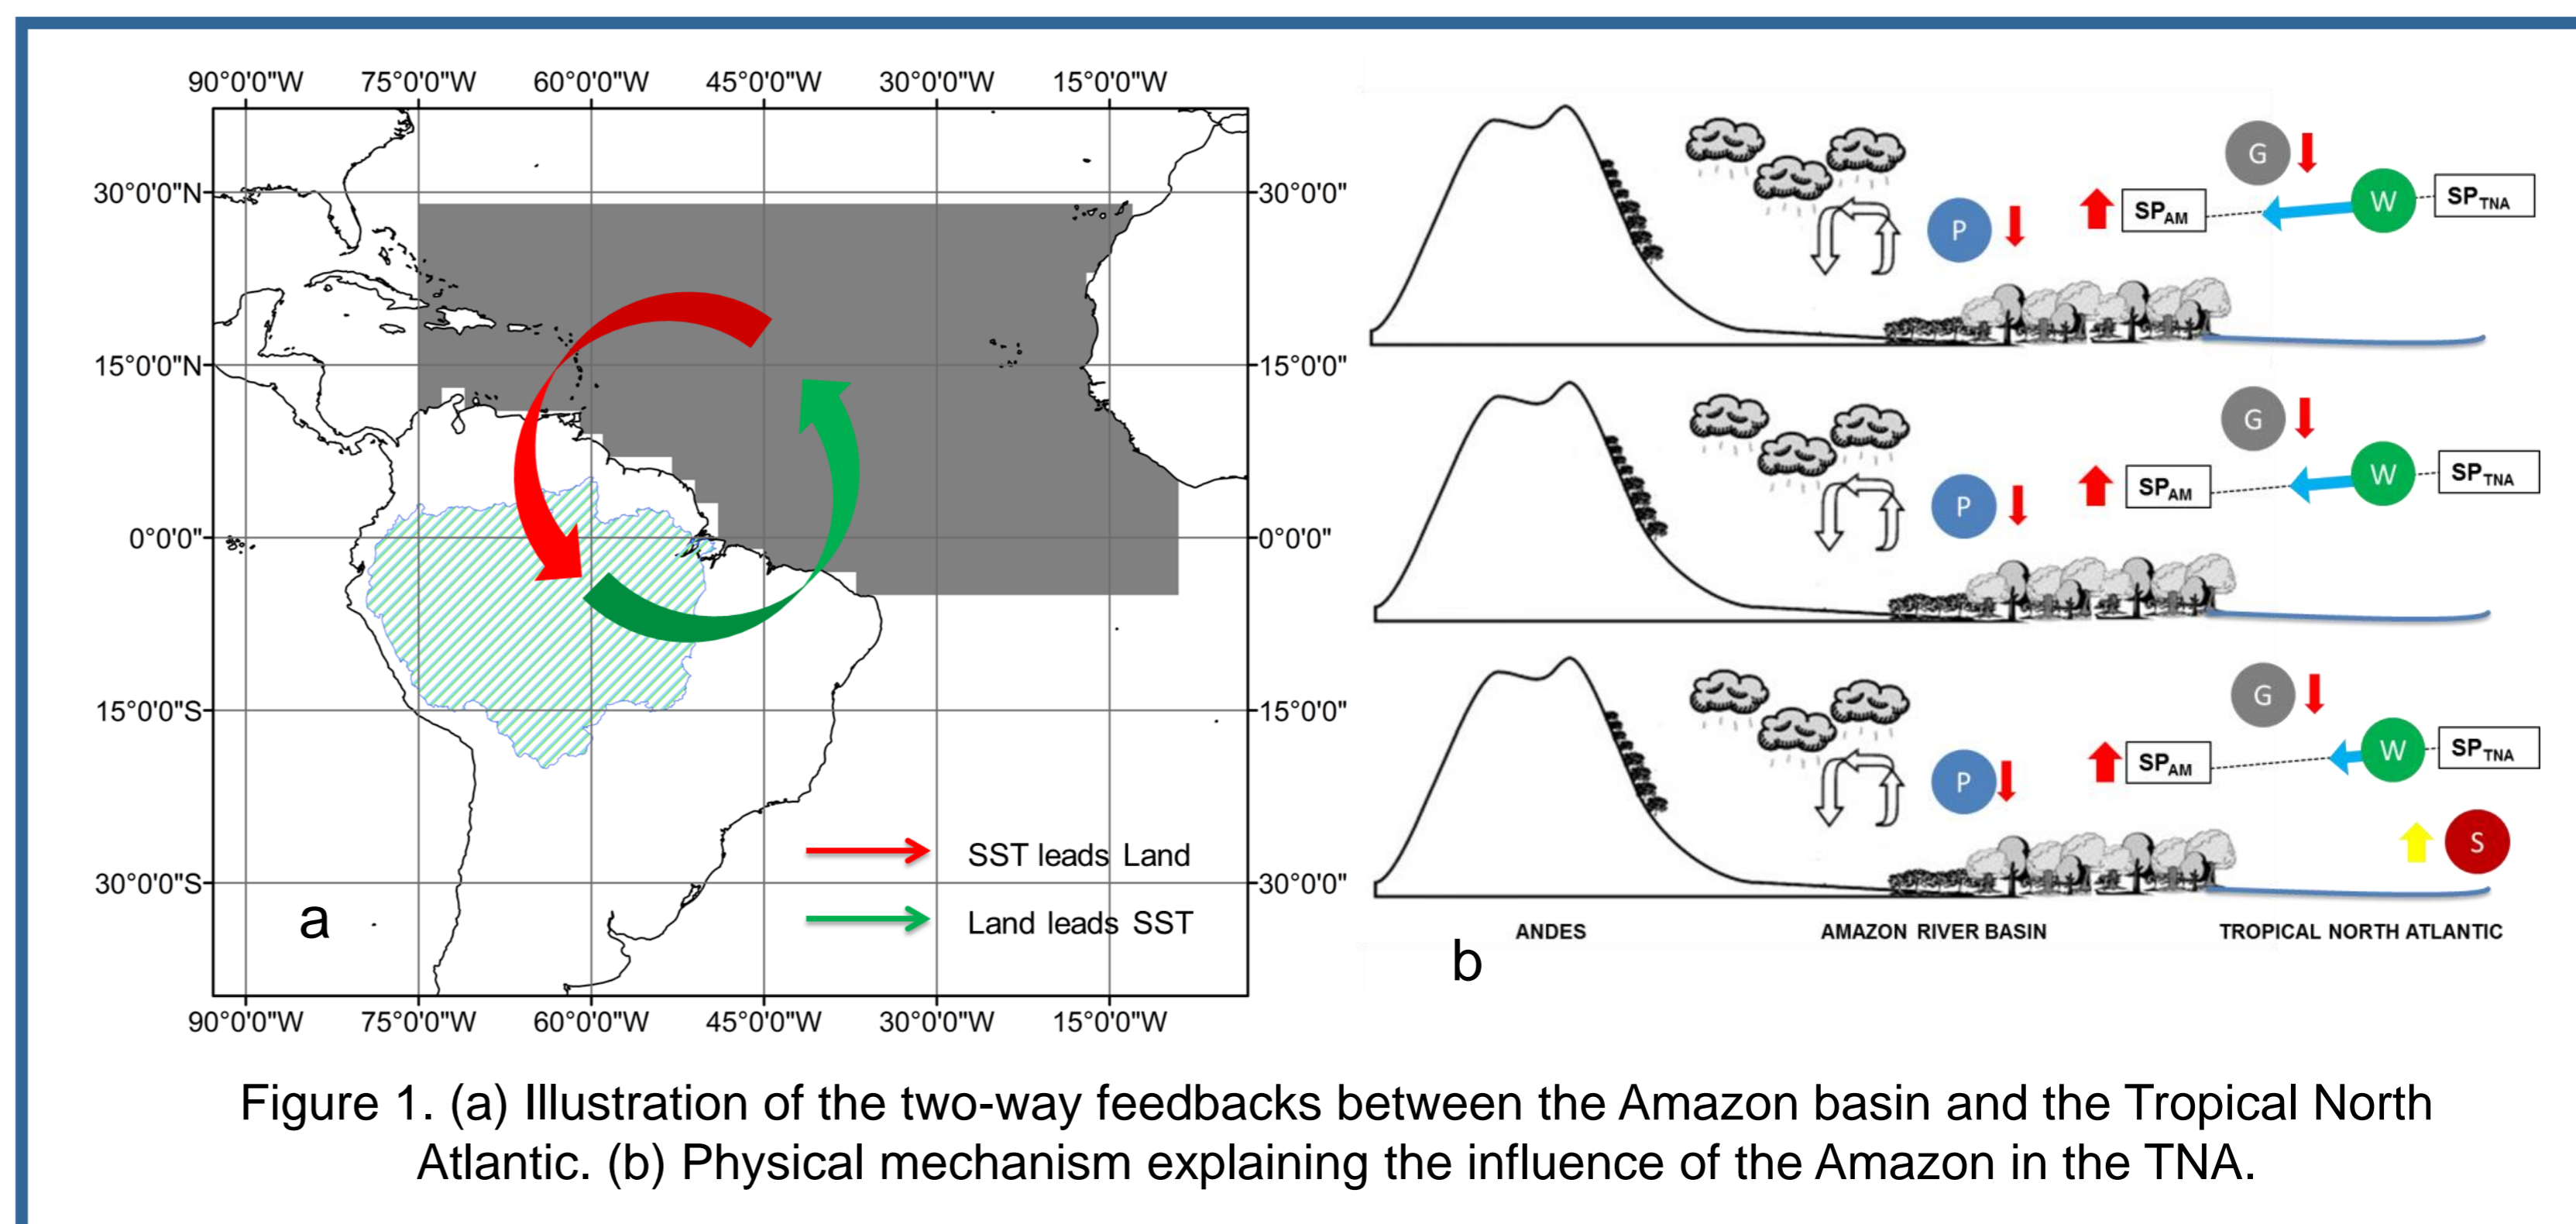 90°0'0"W 75°0'0"W 60°0'0"W 45°0'0"W 30°0'0"W 15°0'0"W
30°0'0"N 30°0'0"
15°0'0"N 15°0'0"
0°0'0" 0°0'0"
15°0'0"S 15°0'0"
30°0'0"S 30°0'0"
SST leads Land
Land leads SST
a
90°0'0"W 75°0'0"W 60°0'0"W 45°0'0"W 30°0'0"W 15°0'0"W
G
P SPAM W SPTNA
G
P SPAM W SPTNA
G
P SPAM W SPTNA
S
ANDES AMAZON RIVER BASIN TROPICAL NORTH ATLANTIC
b
Figure 1. (a) Illustration of the two-way feedbacks between the Amazon basin and the Tropical North
Atlantic. (b) Physical mechanism explaining the influence of the Amazon in the TNA.